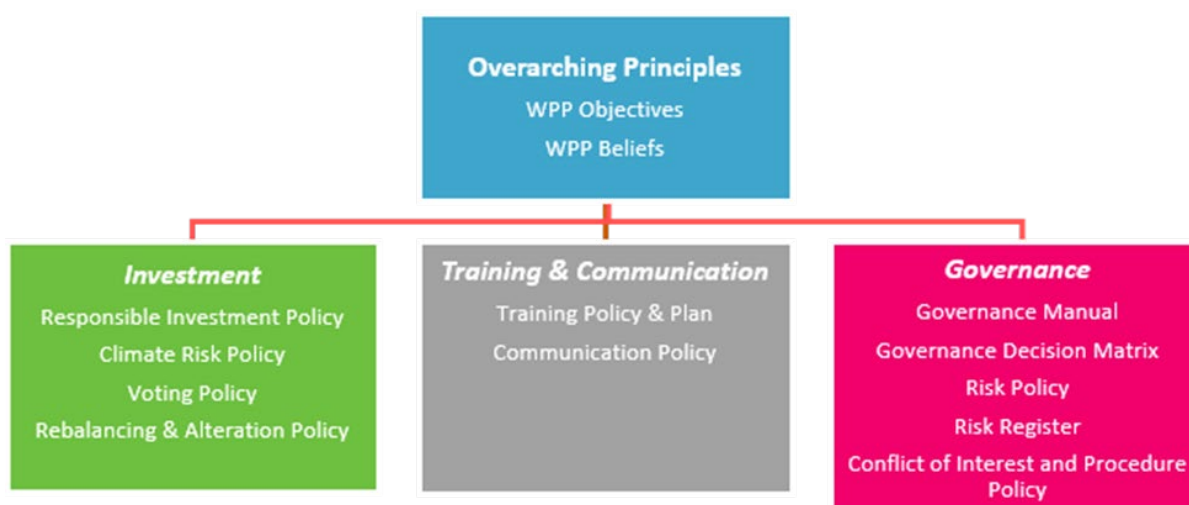 Overarching Principles
WPP Objectives
WPP Beliefs
Investment
Responsible Investment Policy
Climate Risk Policy
Voting Policy
Rebalancing & Alteration Policy
Training & Communication
Training Policy & Plan
Communication Policy
Governance
Governance Manual
Governance Decision Matrix
Risk Policy
Risk Register
Conflict of Interest and Procedure
Policy